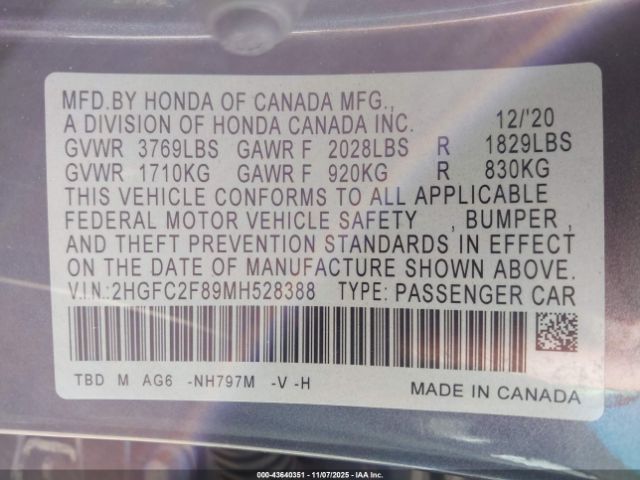 MFD.BY HONDA OF CANADA MFG.,
A DIVISION OF HONDA CANADA INC. 12/'20
GVWR 3769LBS GAWR F 2028LBS R 1829LBS
GVWR 1710KG GAWR F 920KG R 830KG
THIS VEHICLE CONFORMS TO ALL APPLICABLE
FEDERAL MOTOR VEHICLE SAFETY , BUMPER ,
AND THEFT PREVENTION STANDARDS IN EFFECT
ON THE DATE OF MANUFACTURE SHOWN ABOVE.
V.I.N.:2HGFC2F89MH528388 TYPE: PASSENGER CAR
TBD M AG6 -NH797M -V -H
MADE IN CANADA
000-43640351 | 11/07/2025 - IAA Inc.